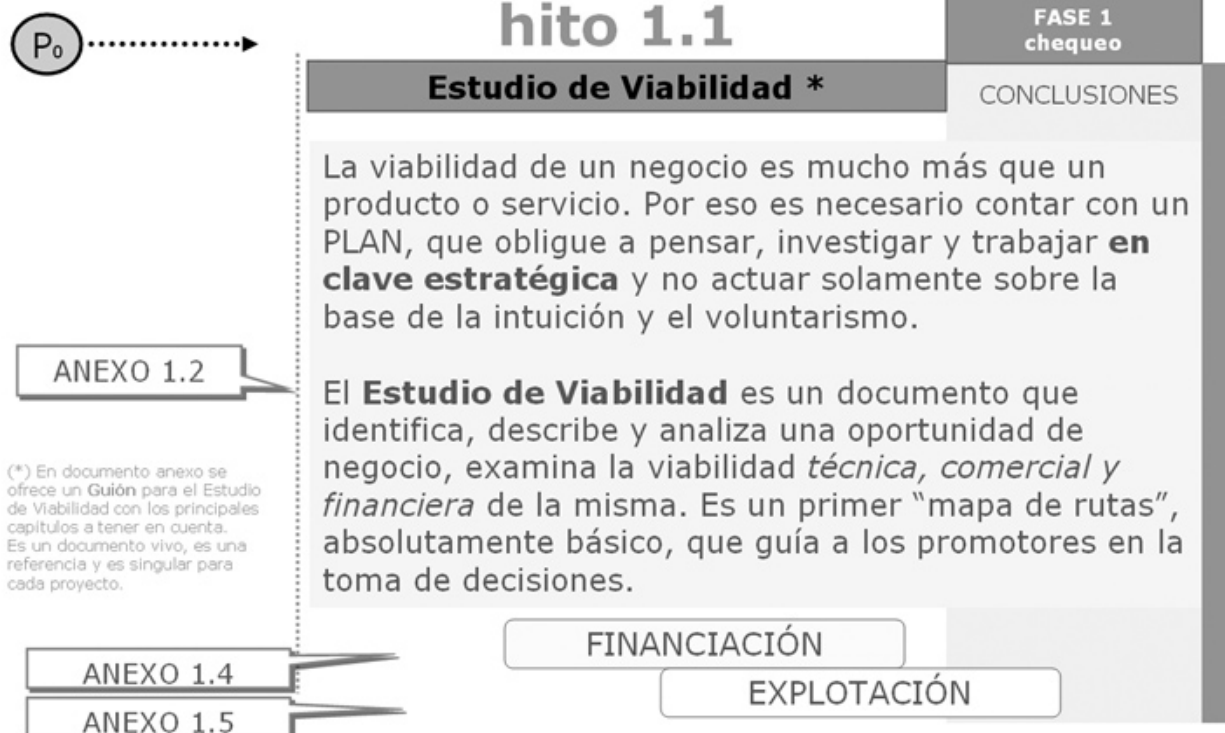 P₀
hito 1.1
FASE 1
chequeo
Estudio de Viabilidad *
CONCLUSIONES
La viabilidad de un negocio es mucho más que un
producto o servicio. Por eso es necesario contar con un
PLAN, que obligue a pensar, investigar y trabajar en
clave estratégica y no actuar solamente sobre la
base de la intuición y el voluntarismo.
ANEXO 1.2
El Estudio de Viabilidad es un documento que
identifica, describe y analiza una oportunidad de
negocio, examina la viabilidad técnica, comercial y
financiera de la misma. Es un primer “mapa de rutas”,
absolutamente básico, que guía a los promotores en la
toma de decisiones.
(*) En documento anexo se
ofrece un Guión para el Estudio
de Viabilidad con los principales
capítulos a tener en cuenta.
Es un documento vivo, es una
referencia y es singular para
cada proyecto.
FINANCIACIÓN
ANEXO 1.4
EXPLOTACIÓN
ANEXO 1.5